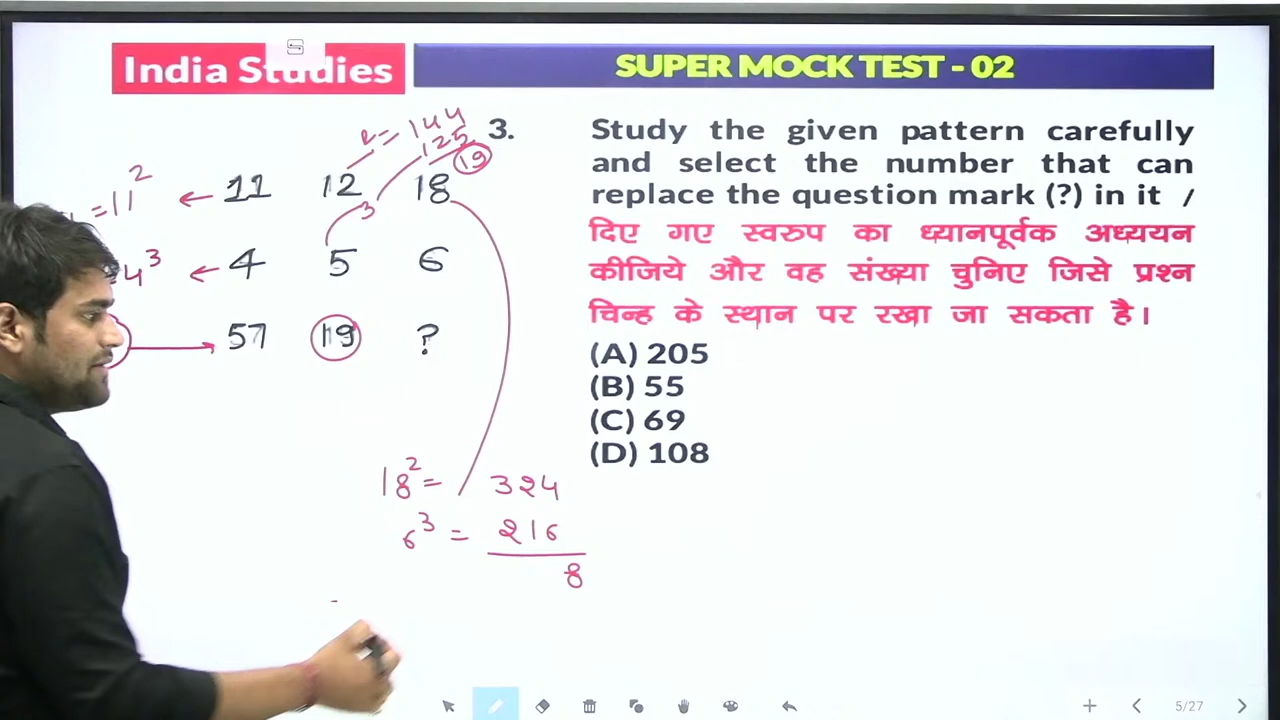 India Studies
SUPER MOCK TEST - 02
2 = 144
125
19
= 11² ← 11 12 18
3
4³ ← 4 5 6
57 19 ?
18² = 324
6³ = 216
8
3. Study the given pattern carefully
and select the number that can
replace the question mark (?) in it /
दिए गए स्वरुप का ध्यानपूर्वक अध्ययन
कीजिये और वह संख्या चुनिए जिसे प्रश्न
चिन्ह के स्थान पर रखा जा सकता है।
(A) 205
(B) 55
(C) 69
(D) 108
5/27